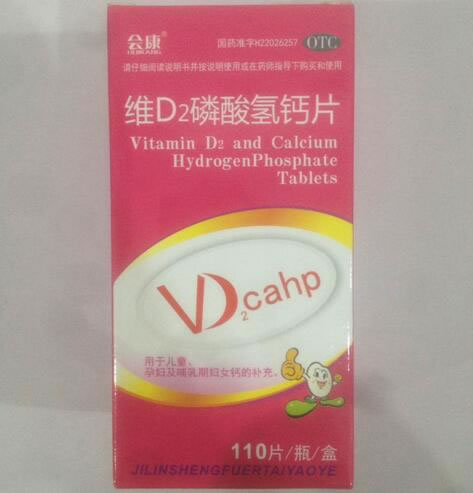 会康®
HUIKANG
国药准字H22026257 OTC
请仔细阅读说明书并按说明使用或在药师指导下购买和使用
维D2磷酸氢钙片
Vitamin D2 and Calcium
HydrogenPhosphate
Tablets
VD2cahp
用于儿童、
孕妇及哺乳期妇女钙的补充。
110片/瓶/盒
JILINSHENGFUERTAIYAOYE